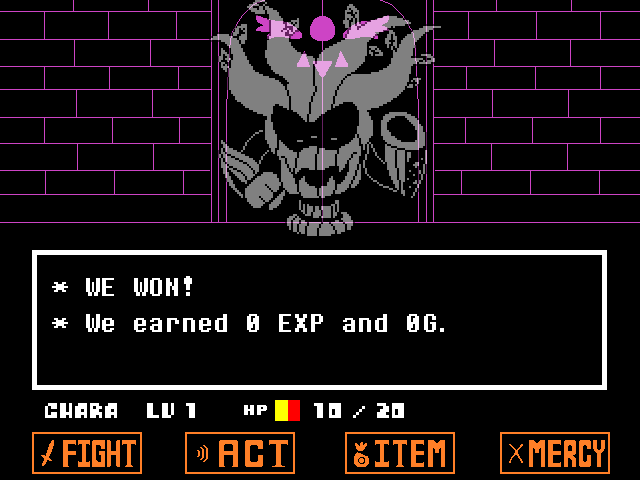 * WE WON!
* We earned 0 EXP and 0G.
CHARA LV 1 HP 10 / 20
FIGHT ACT ITEM MERCY